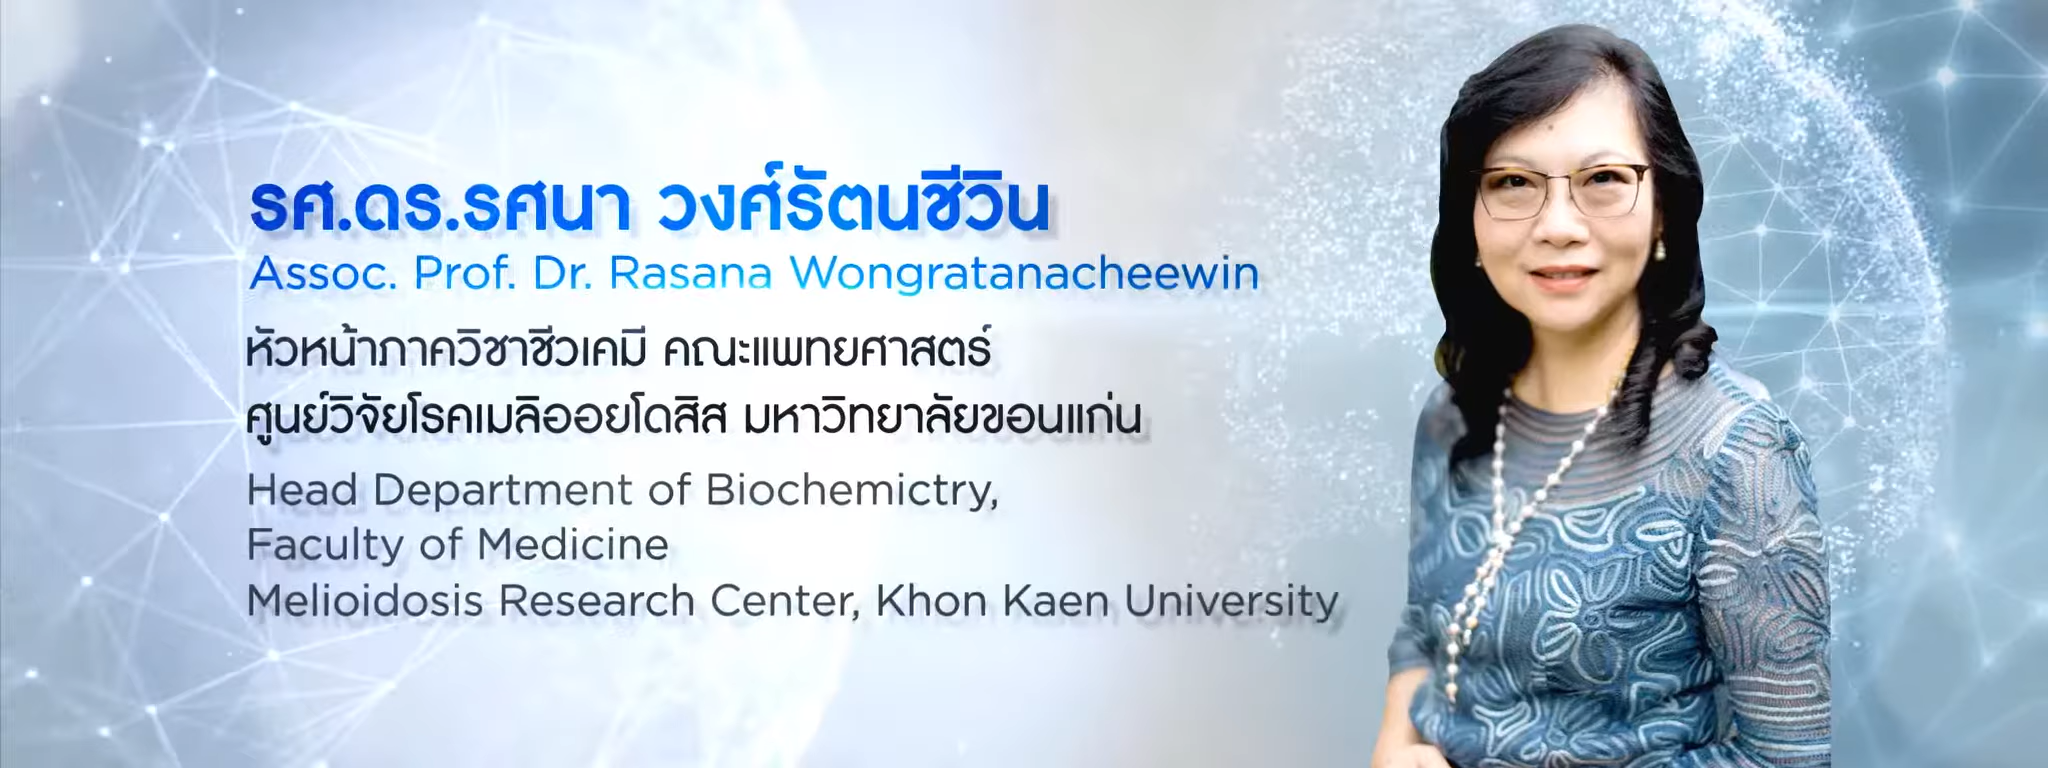 รศ.ดร.รศนา วงศ์รัตนชีวิน
Assoc. Prof. Dr. Rasana Wongratanacheewin
หัวหน้าภาควิชาชีวเคมี คณะแพทยศาสตร์
ศูนย์วิจัยโรคเมลิออยโดสิส มหาวิทยาลัยขอนแก่น
Head Department of Biochemictry,
Faculty of Medicine
Melioidosis Research Center, Khon Kaen University